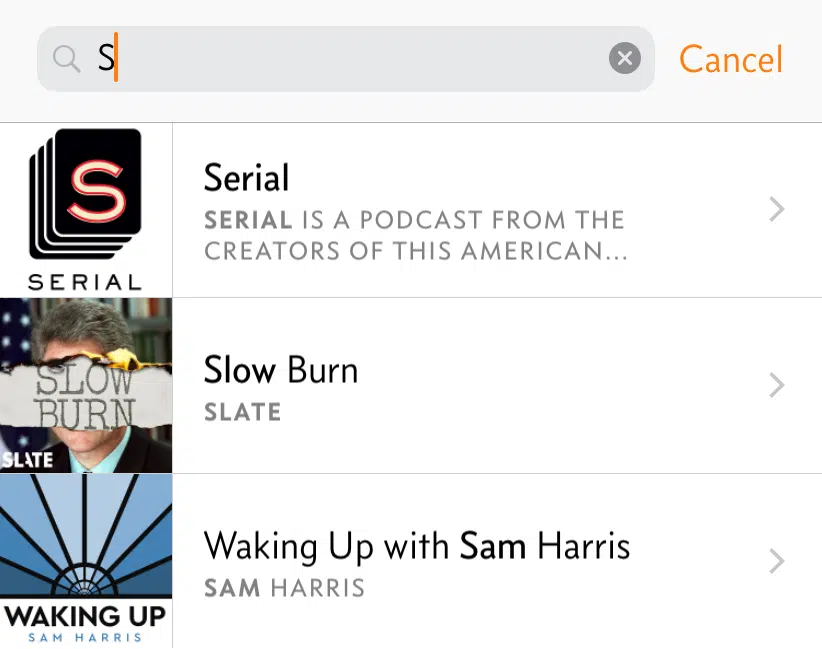 S
Cancel
S
SERIAL
Serial
SERIAL IS A PODCAST FROM THE
CREATORS OF THIS AMERICAN...
SLOW
BURN
SLATE
Slow Burn
SLATE
WAKING UP
SAM HARRIS
Waking Up with Sam Harris
SAM HARRIS